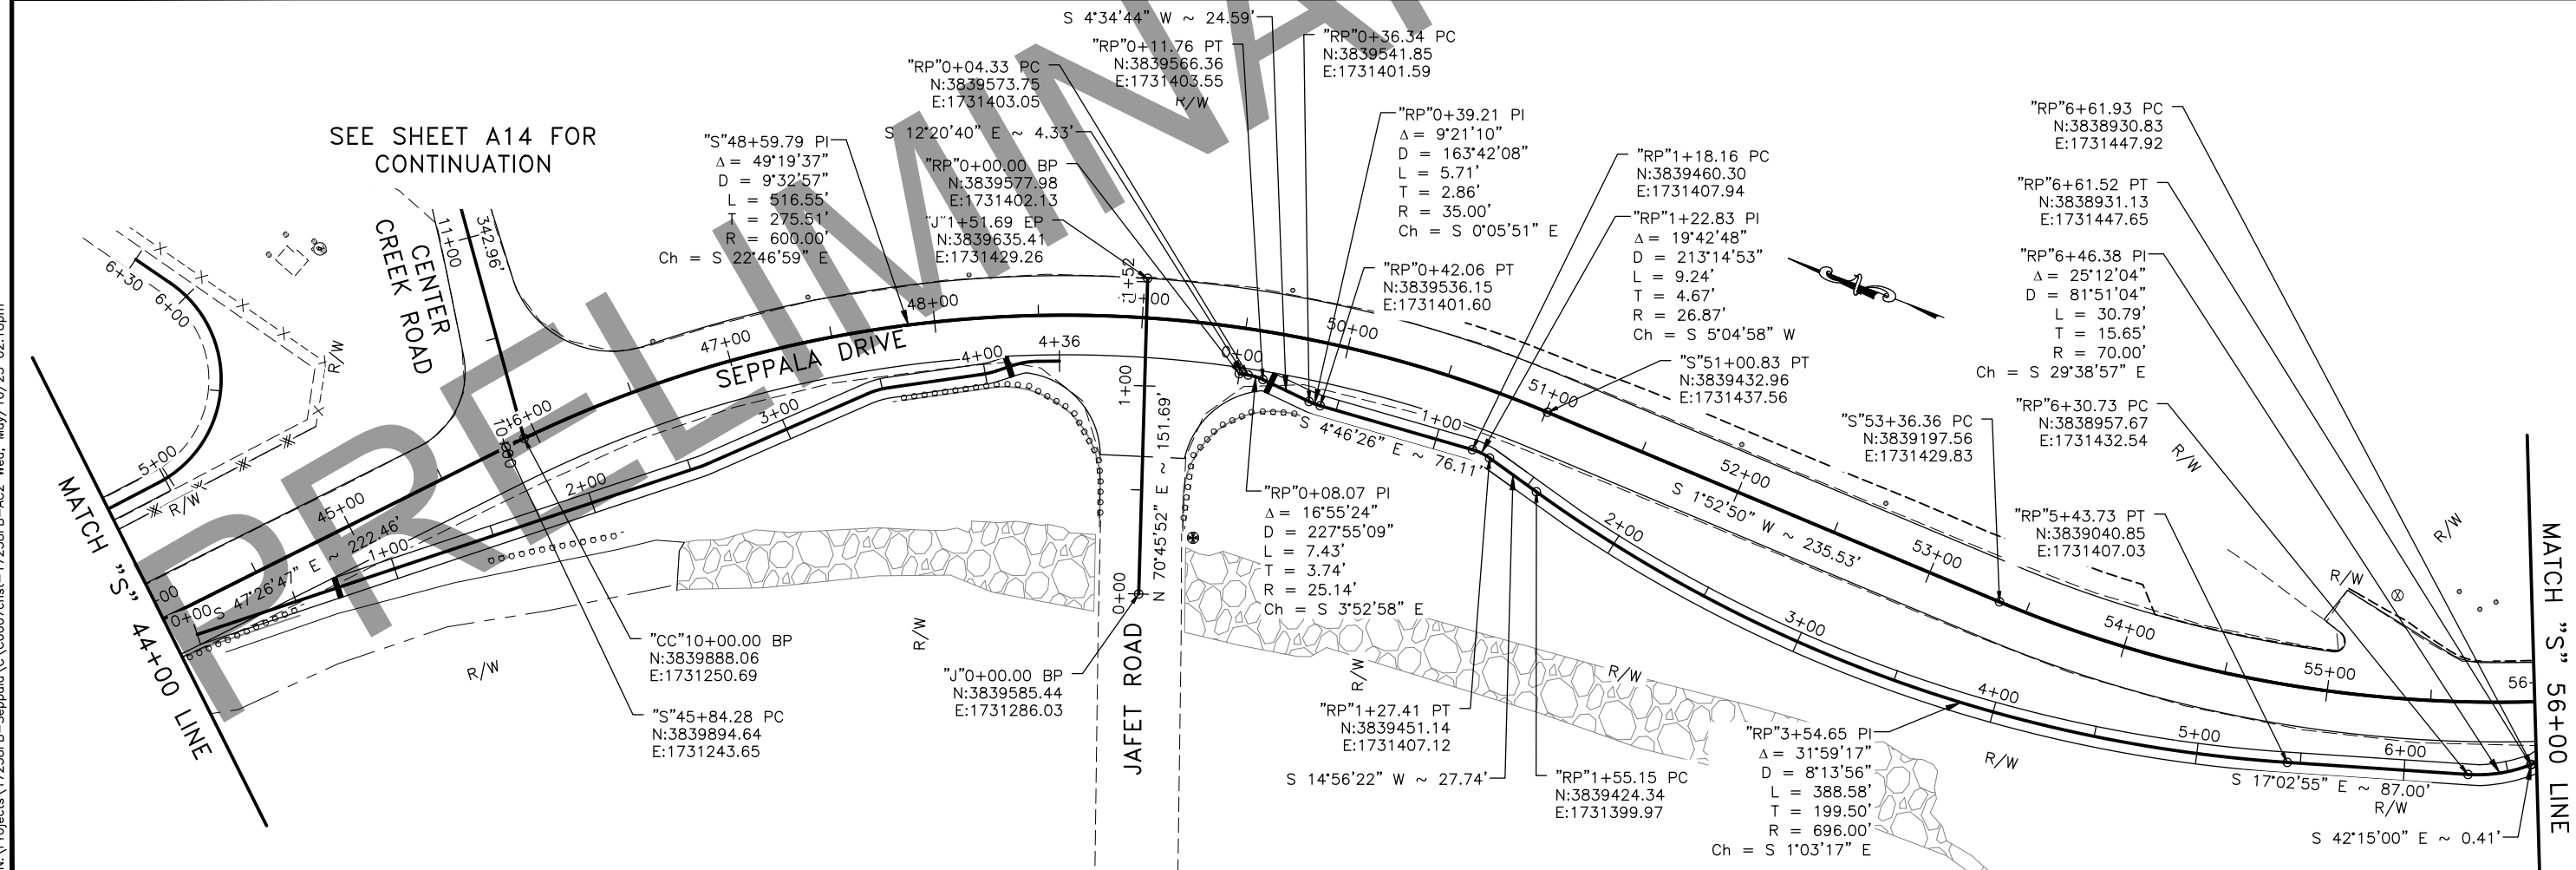 PRELIMINA
SEE SHEET A14 FOR
CONTINUATION
CENTER
CREEK ROAD
11+00
342.96'
R/W
6+30
6+00
5+00
R/W
MATCH "S" 44+00 LINE
45+00
S 47°26'47" E ~ 222.46'
0+00
1+00
2+00
3+00
4+00
4+36
46+00
47+00
48+00
SEPPALA DRIVE
R/W
"CC"10+00.00 BP
N:3839888.06
E:1731250.69
"S"45+84.28 PC
N:3839894.64
E:1731243.65
"S"48+59.79 PI
Δ= 49°19'37"
D = 9°32'57"
L = 516.55'
T = 275.51'
R = 600.00'
Ch = S 22°46'59" E
S 4°34'44" W ~ 24.59'
"RP"0+11.76 PT
N:3839566.36
E:1731403.55
R/W
"RP"0+04.33 PC
N:3839573.75
E:1731403.05
S 12°20'40" E ~ 4.33'
"RP"0+00.00 BP
N:3839577.98
E:1731402.13
"J"1+51.69 EP
N:3839635.41
E:1731429.26
"RP"0+36.34 PC
N:3839541.85
E:1731401.59
"RP"0+39.21 PI
Δ= 9°21'10"
D = 163°42'08"
L = 5.71'
T = 2.86'
R = 35.00'
Ch = S 0°05'51" E
"RP"0+42.06 PT
N:3839536.15
E:1731401.60
0+00
1+00
N 70°45'52" E ~ 151.69'
JAFET ROAD
R/W
"J"0+00.00 BP
N:3839585.44
E:1731286.03
0+00
50+00
S 4°46'26" E ~ 76.11'
1+00
"RP"0+08.07 PI
Δ= 16°55'24"
D = 227°55'09"
L = 7.43'
T = 3.74'
R = 25.14'
Ch = S 3°52'58" E
"RP"1+18.16 PC
N:3839460.30
E:1731407.94
"RP"1+22.83 PI
Δ= 19°42'48"
D = 213°14'53"
L = 9.24'
T = 4.67'
R = 26.87'
Ch = S 5°04'58" W
"S"51+00.83 PT
N:3839432.96
E:1731437.56
51+00
52+00
S 1°52'50" W ~ 235.53'
53+00
54+00
55+00
56
2+00
3+00
4+00
5+00
6+00
R/W
R/W
"RP"1+27.41 PT
N:3839451.14
E:1731407.12
S 14°56'22" W ~ 27.74'
"RP"1+55.15 PC
N:3839424.34
E:1731399.97
"RP"3+54.65 PI
Δ= 31°59'17"
D = 8°13'56"
L = 388.58'
T = 199.50'
R = 696.00'
Ch = S 1°03'17" E
R/W
"S"53+36.36 PC
N:3839197.56
E:1731429.83
"RP"6+61.93 PC
N:3838930.83
E:1731447.92
"RP"6+61.52 PT
N:3838931.13
E:1731447.65
"RP"6+46.38 PI
Δ= 25°12'04"
D = 81°51'04"
L = 30.79'
T = 15.65'
R = 70.00'
Ch = S 29°38'57" E
"RP"6+30.73 PC
N:3838957.67
E:1731432.54
R/W
"RP"5+43.73 PT
N:3839040.85
E:1731407.03
R/W
R/W
S 17°02'55" E ~ 87.00'
R/W
S 42°15'00" E ~ 0.41'
MATCH "S" 56+00 LINE